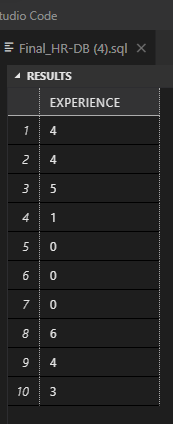 tudio Code
Final_HR-DB (4).sql
RESULTS
EXPERIENCE
1 4
2 4
3 5
4 1
5 0
6 0
7 0
8 6
9 4
10 3